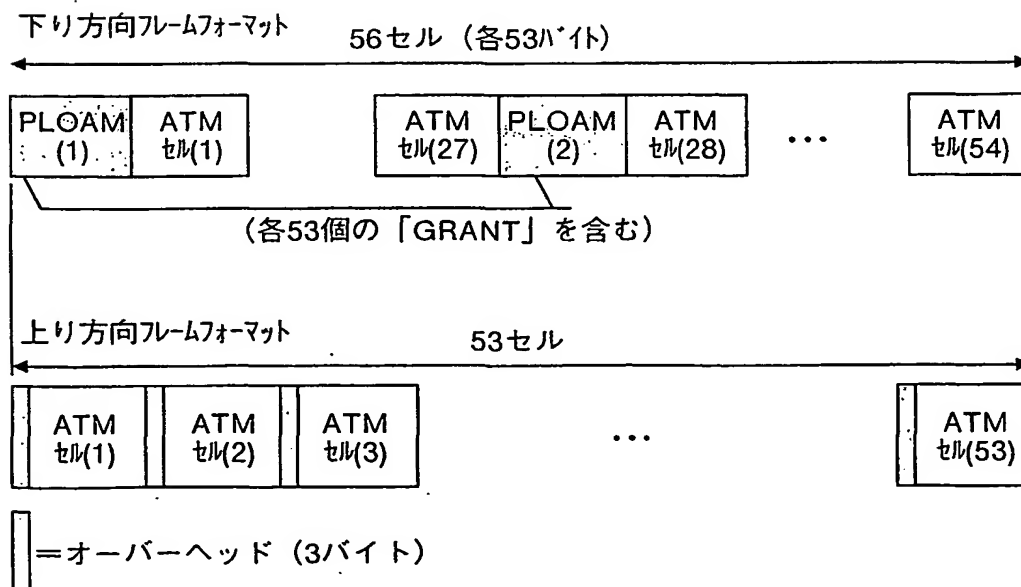 下り方向フレームフォーマット
56セル（各53バイト）
PLOAM (1)
ATM セル(1)
ATM セル(27)
PLOAM (2)
ATM セル(28)
…
ATM セル(54)
(各53個の「GRANT」を含む)
上り方向フレームフォーマット
53セル
ATM セル(1)
ATM セル(2)
ATM セル(3)
…
ATM セル(53)
＝オーバーヘッド（3バイト）